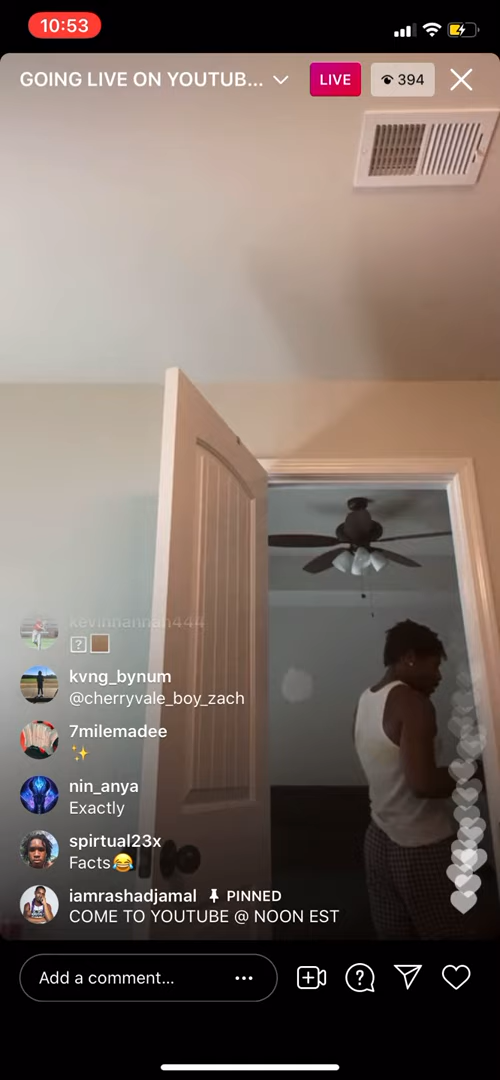 10:53
GOING LIVE ON YOUTUB...
LIVE
394
kevinhannah444
kvng_bynum
@cherryvale_boy_zach
7milemadee
✨
nin_anya
Exactly
spirtual23x
Facts😂
iamrashadjamal PINNED
COME TO YOUTUBE @ NOON EST
Add a comment...